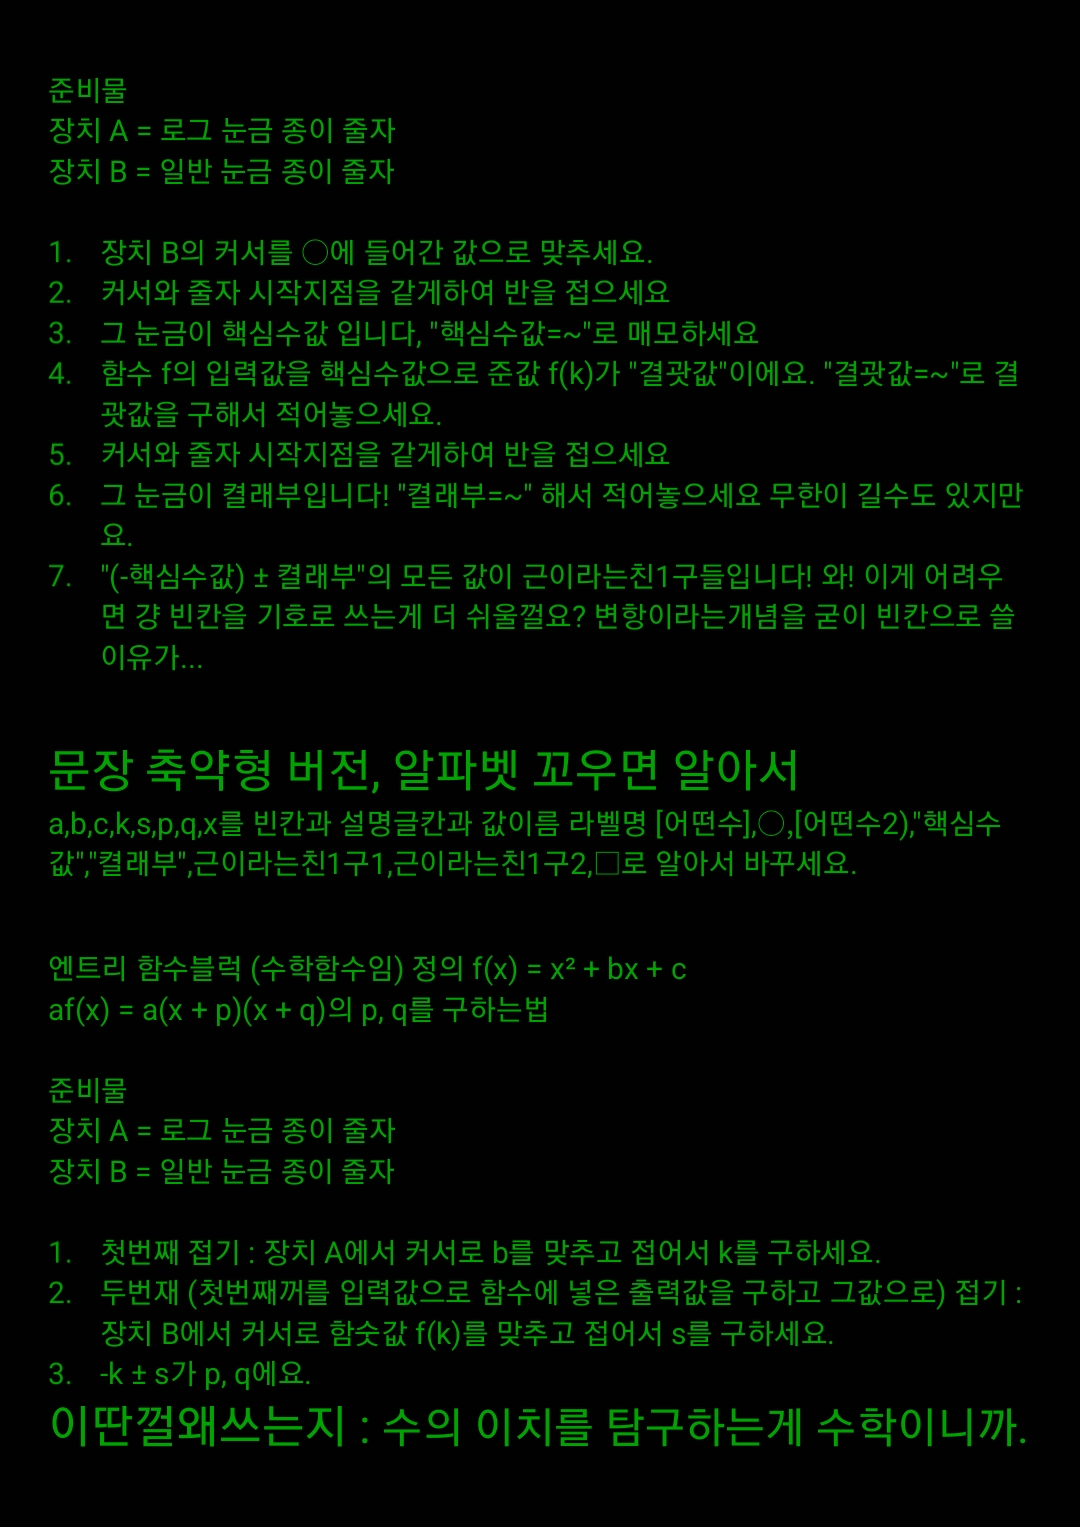 준비물
장치 A = 로그 눈금 종이 줄자
장치 B = 일반 눈금 종이 줄자
1. 장치 B의 커서를 ◯에 들어간 값으로 맞추세요.
2. 커서와 줄자 시작지점을 같게하여 반을 접으세요
3. 그 눈금이 핵심수값 입니다, "핵심수값=~"로 매모하세요
4. 함수 f의 입력값을 핵심수값으로 준값 f(k)가 "결괏값"이에요. "결괏값=~"로 결
괏값을 구해서 적어놓으세요.
5. 커서와 줄자 시작지점을 같게하여 반을 접으세요
6. 그 눈금이 켤래부입니다! "켤래부=~" 해서 적어놓으세요 무한이 길수도 있지만
요.
7. "(-핵심수값) ± 켤래부"의 모든 값이 근이라는친1구들입니다! 와! 이게 어려우
면 걍 빈칸을 기호로 쓰는게 더 쉬울껄요? 변항이라는개념을 굳이 빈칸으로 쓸
이유가...
문장 축약형 버전, 알파벳 꼬우면 알아서
a,b,c,k,s,p,q,x를 빈칸과 설명글칸과 값이름 라벨명 [어떤수],◯,[어떤수2),"핵심수
값","켤래부",근이라는친1구1,근이라는친1구2,□로 알아서 바꾸세요.
엔트리 함수블럭 (수학함수임) 정의 f(x) = x² + bx + c
af(x) = a(x + p)(x + q)의 p, q를 구하는법
준비물
장치 A = 로그 눈금 종이 줄자
장치 B = 일반 눈금 종이 줄자
1. 첫번째 접기 : 장치 A에서 커서로 b를 맞추고 접어서 k를 구하세요.
2. 두번재 (첫번째꺼를 입력값으로 함수에 넣은 출력값을 구하고 그값으로) 접기 :
장치 B에서 커서로 함숫값 f(k)를 맞추고 접어서 s를 구하세요.
3. -k ± s가 p, q에요.
이딴껄왜쓰는지 : 수의 이치를 탐구하는게 수학이니까.